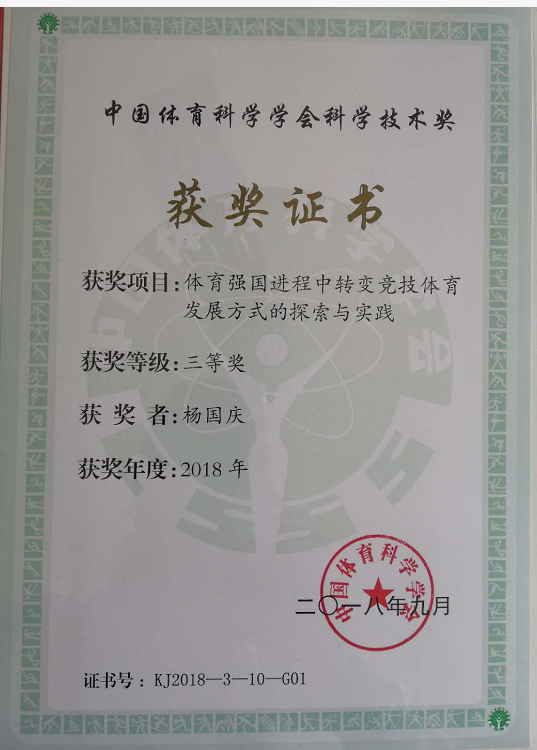 中国体育科学学会科学技术奖
获奖证书
获奖项目：体育强国进程中转变竞技体育
发展方式的探索与实践
获奖等级：三等奖
获奖者：杨国庆
获奖年度：2018年
中国体育科学学会
二〇一八年九月
证书号：KJ2018—3—10—G01